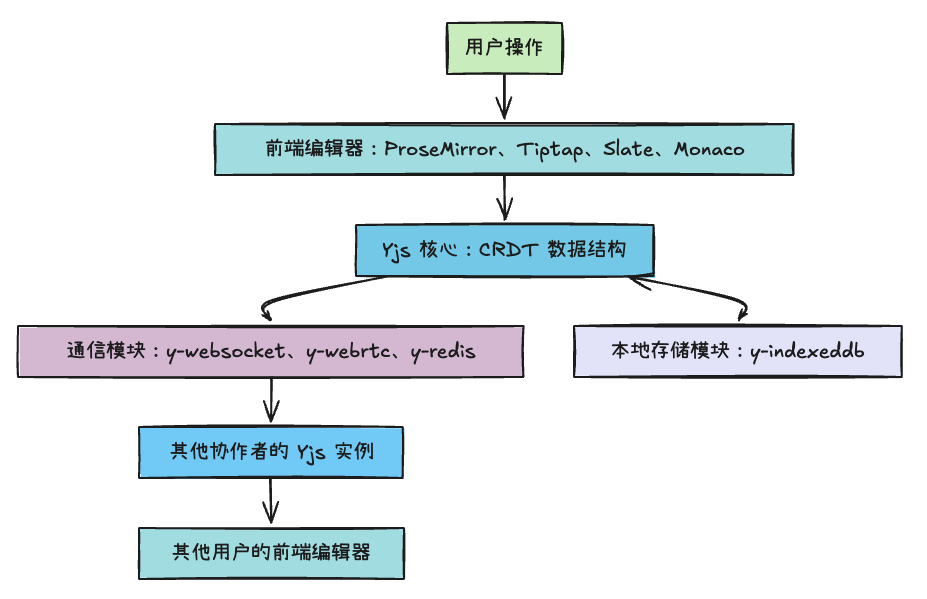 用户操作
前端编辑器：ProseMirror、Tiptap、Slate、Monaco
Yjs 核心：CRDT 数据结构
通信模块：y-websocket、y-webrtc、y-redis
本地存储模块：y-indexeddb
其他协作者的 Yjs 实例
其他用户的前端编辑器